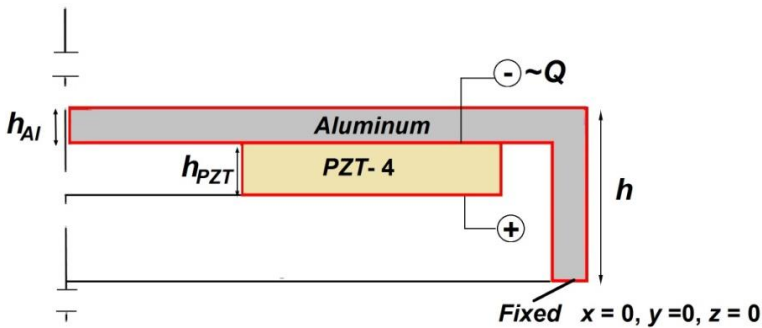 - ~Q
h_Al
Aluminum
h_PZT
PZT- 4
h
+
Fixed x = 0, y =0, z = 0